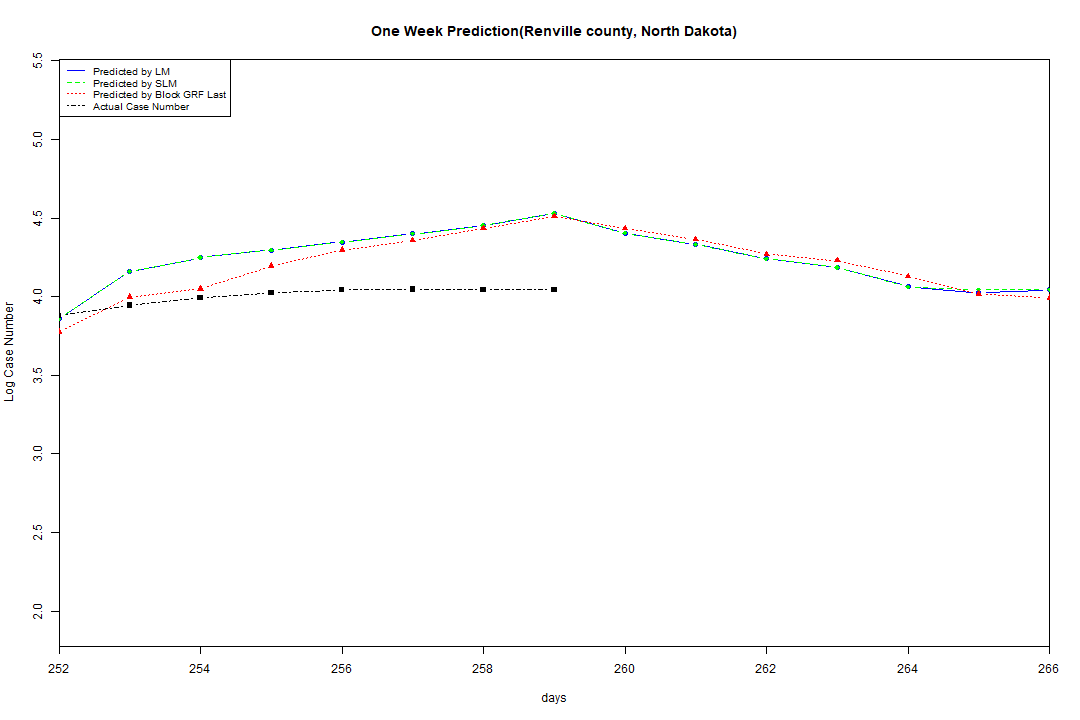 One Week Prediction(Renville county, North Dakota)
Predicted by LM
Predicted by SLM
Predicted by Block GRF Last
Actual Case Number
5.5
5.0
4.5
4.0
3.5
3.0
2.5
2.0
Log Case Number
252 254 256 258 260 262 264 266
days